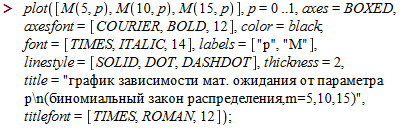 > plot([M(5, p), M(10, p), M(15, p)], p = 0 ..1, axes = BOXED,
axesfont = [COURIER, BOLD, 12], color = black,
font = [TIMES, ITALIC, 14], labels = ["p", "M"],
linestyle = [SOLID, DOT, DASHDOT], thickness = 2,
title = "график зависимости мат. ожидания от параметра
p\n(биномиальный закон распределения,m=5,10,15)",
titlefont = [TIMES, ROMAN, 12]);